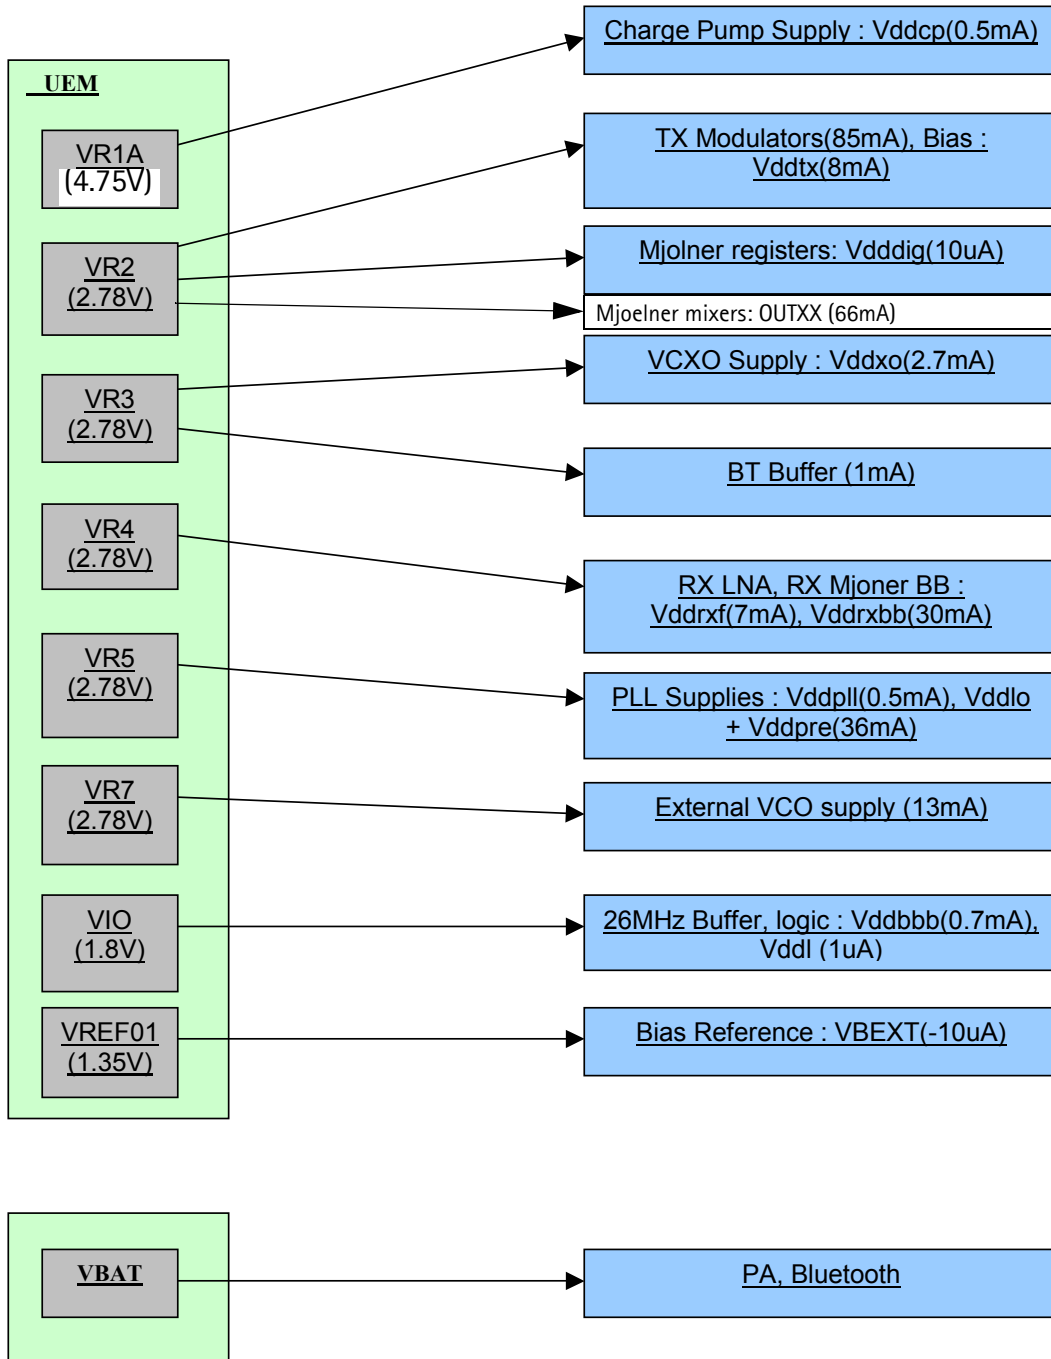 Charge Pump Supply : Vddcp(0.5mA)
UEM
VR1A
(4.75V)
TX Modulators(85mA), Bias :
Vddtx(8mA)
VR2
(2.78V)
Mjolner registers: Vdddig(10uA)
Mjoelner mixers: OUTXX (66mA)
VCXO Supply : Vddxo(2.7mA)
VR3
(2.78V)
BT Buffer (1mA)
VR4
(2.78V)
RX LNA, RX Mjoner BB :
Vddrxf(7mA), Vddrxbb(30mA)
VR5
(2.78V)
PLL Supplies : Vddpll(0.5mA), Vddlo
+ Vddpre(36mA)
VR7
(2.78V)
External VCO supply (13mA)
VIO
(1.8V)
26MHz Buffer, logic : Vddbbb(0.7mA),
Vddl (1uA)
VREF01
(1.35V)
Bias Reference : VBEXT(-10uA)
VBAT
PA, Bluetooth